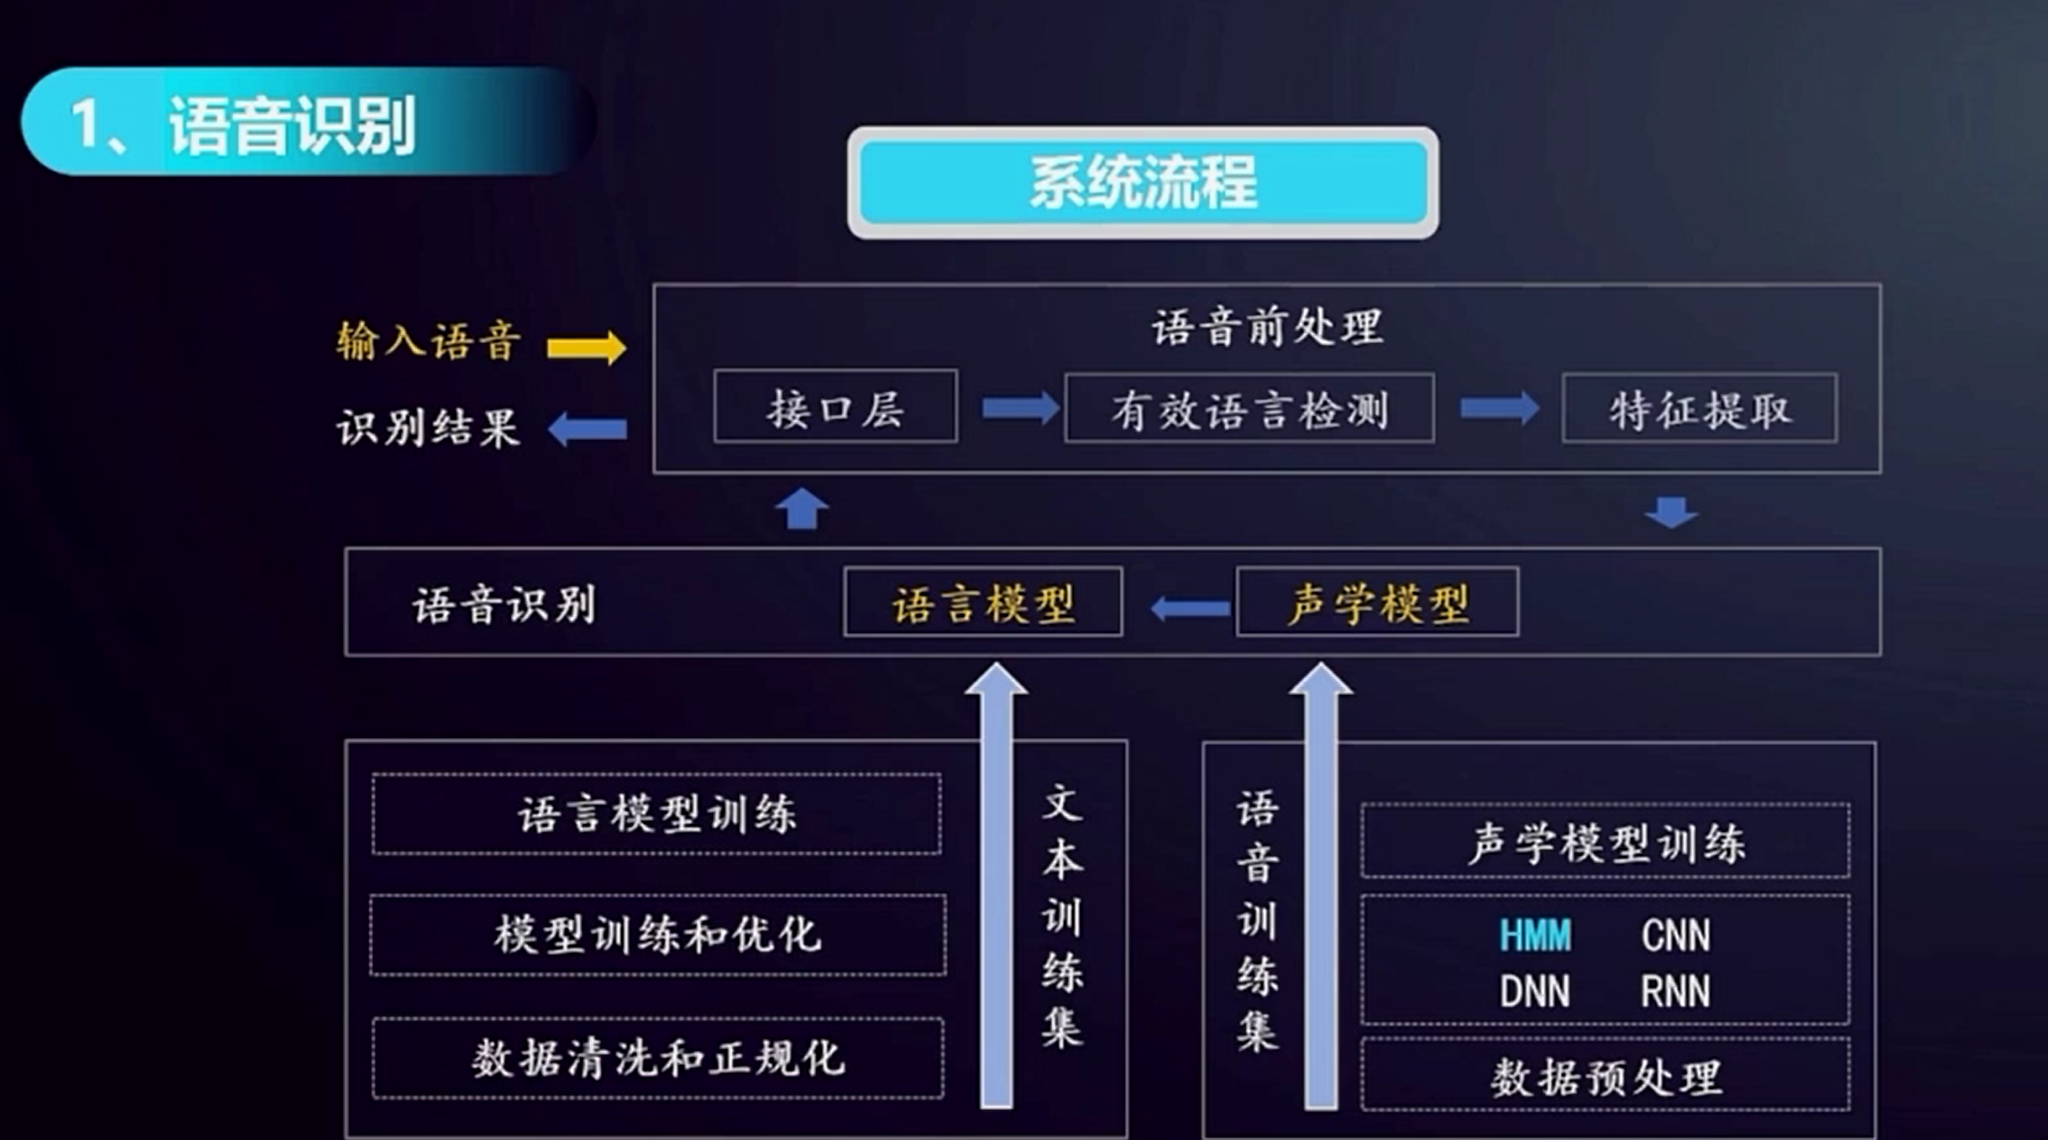 1、语音识别
系统流程
输入语音
识别结果
语音前处理
接口层
有效语言检测
特征提取
语音识别
语言模型
声学模型
语言模型训练
模型训练和优化
数据清洗和正规化
文本训练集
语音训练集
声学模型训练
HMM CNN
DNN RNN
数据预处理